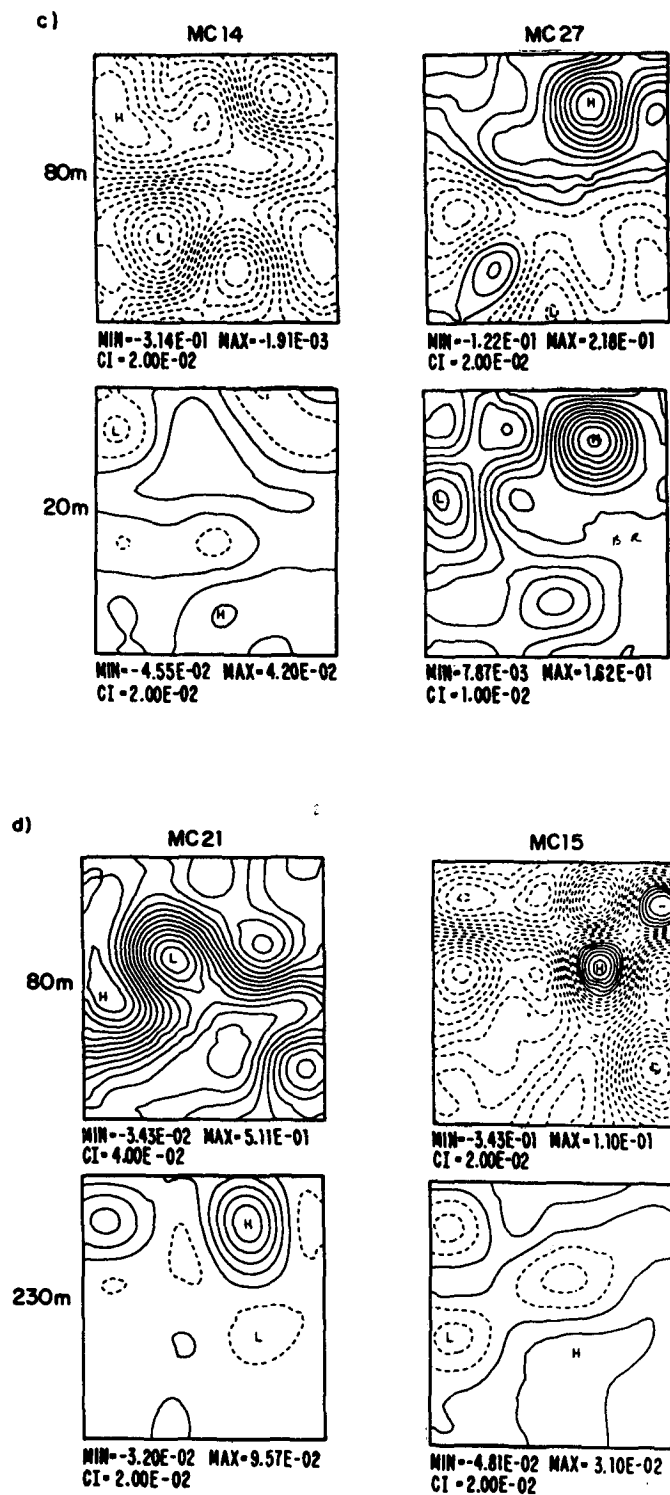 c)
MC14 MC27
H H
80m
L L
MIN=-3.14E-01 MAX=-1.91E-03 MIN=-1.22E-01 MAX=2.18E-01
CI=2.00E-02 CI=2.00E-02
L H
20m L
H
MIN=-4.55E-02 MAX=4.20E-02 MIN=7.87E-03 MAX=1.62E-01
CI=2.00E-02 CI=1.00E-02
d)
MC21 MC15
L H
80m H
L
MIN=-3.43E-02 MAX=5.11E-01 MIN=-3.43E-01 MAX=1.10E-01
CI=4.00E-02 CI=2.00E-02
H
230m
L L
H
MIN=-3.20E-02 MAX=9.57E-02 MIN=-4.81E-02 MAX=3.10E-02
CI=2.00E-02 CI=2.00E-02